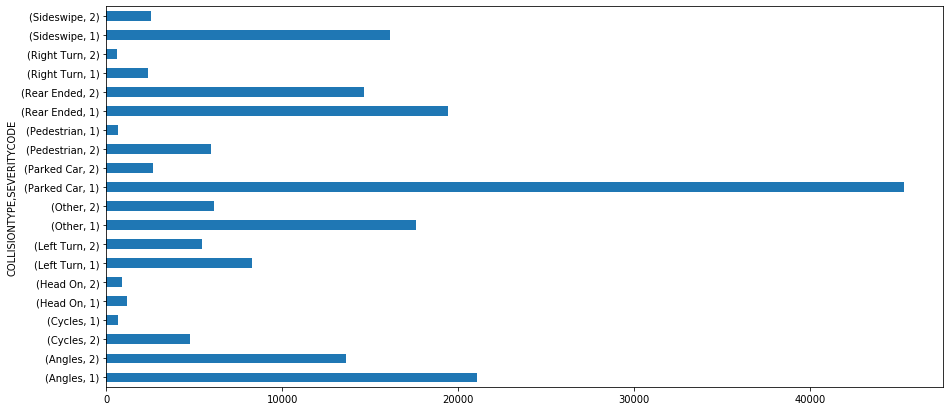 (Sideswipe, 2)
(Sideswipe, 1)
(Right Turn, 2)
(Right Turn, 1)
(Rear Ended, 2)
(Rear Ended, 1)
(Pedestrian, 1)
(Pedestrian, 2)
(Parked Car, 2)
(Parked Car, 1)
(Other, 2)
(Other, 1)
(Left Turn, 2)
(Left Turn, 1)
(Head On, 2)
(Head On, 1)
(Cycles, 1)
(Cycles, 2)
(Angles, 2)
(Angles, 1)
COLLISIONTYPE,SEVERITYCODE
0 10000 20000 30000 40000